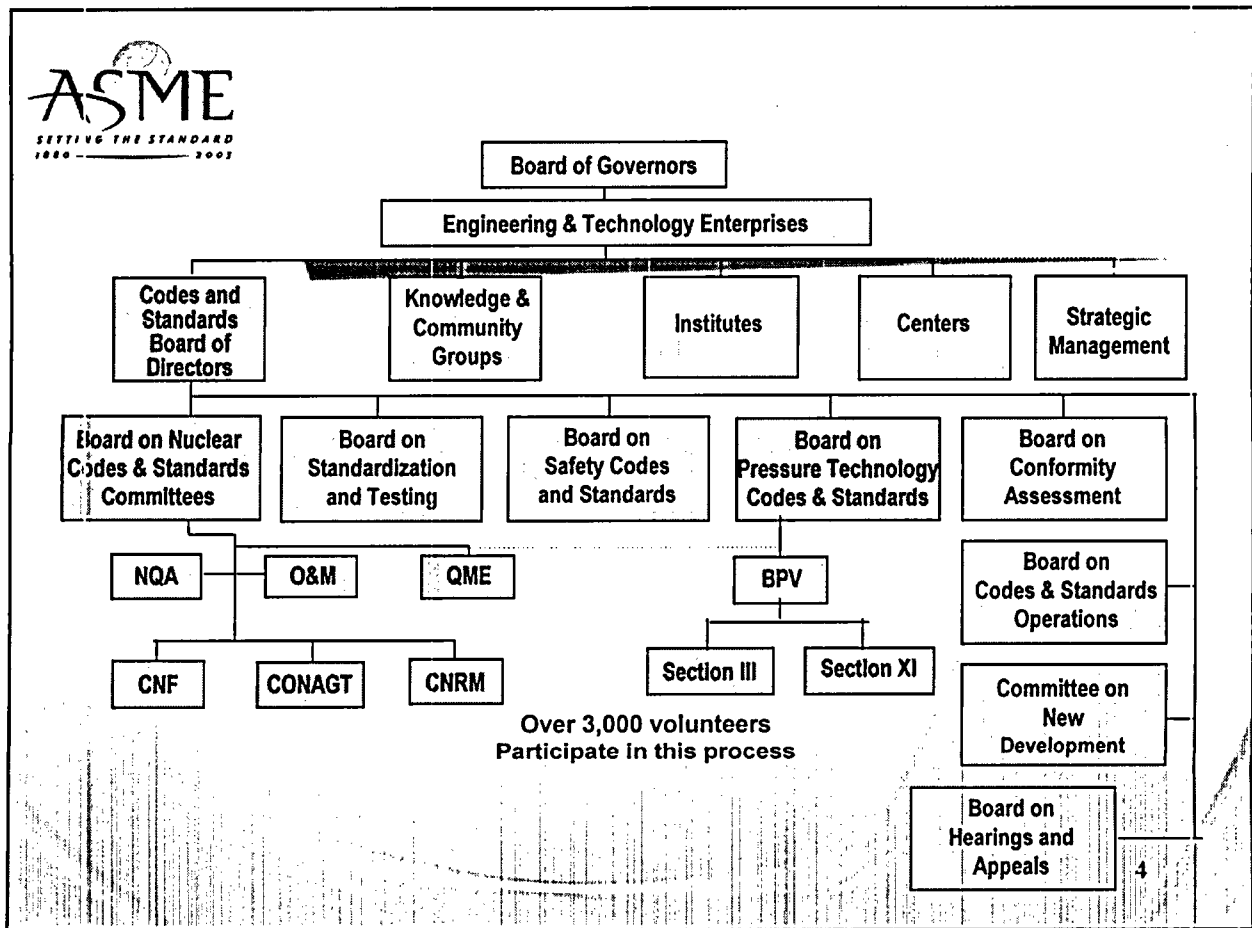 ASME
SETTING THE STANDARD
1880 2005
Board of Governors
Engineering & Technology Enterprises
Codes and
Standards
Board of
Directors
Knowledge &
Community
Groups
Institutes
Centers
Strategic
Management
Board on Nuclear
Codes & Standards
Committees
Board on
Standardization
and Testing
Board on
Safety Codes
and Standards
Board on
Pressure Technology
Codes & Standards
Board on
Conformity
Assessment
NQA
O&M
QME
BPV
Board on
Codes & Standards
Operations
CNF
CONAGT
CNRM
Section III
Section XI
Committee on
New
Development
Over 3,000 volunteers
Participate in this process
Board on
Hearings and
Appeals
4